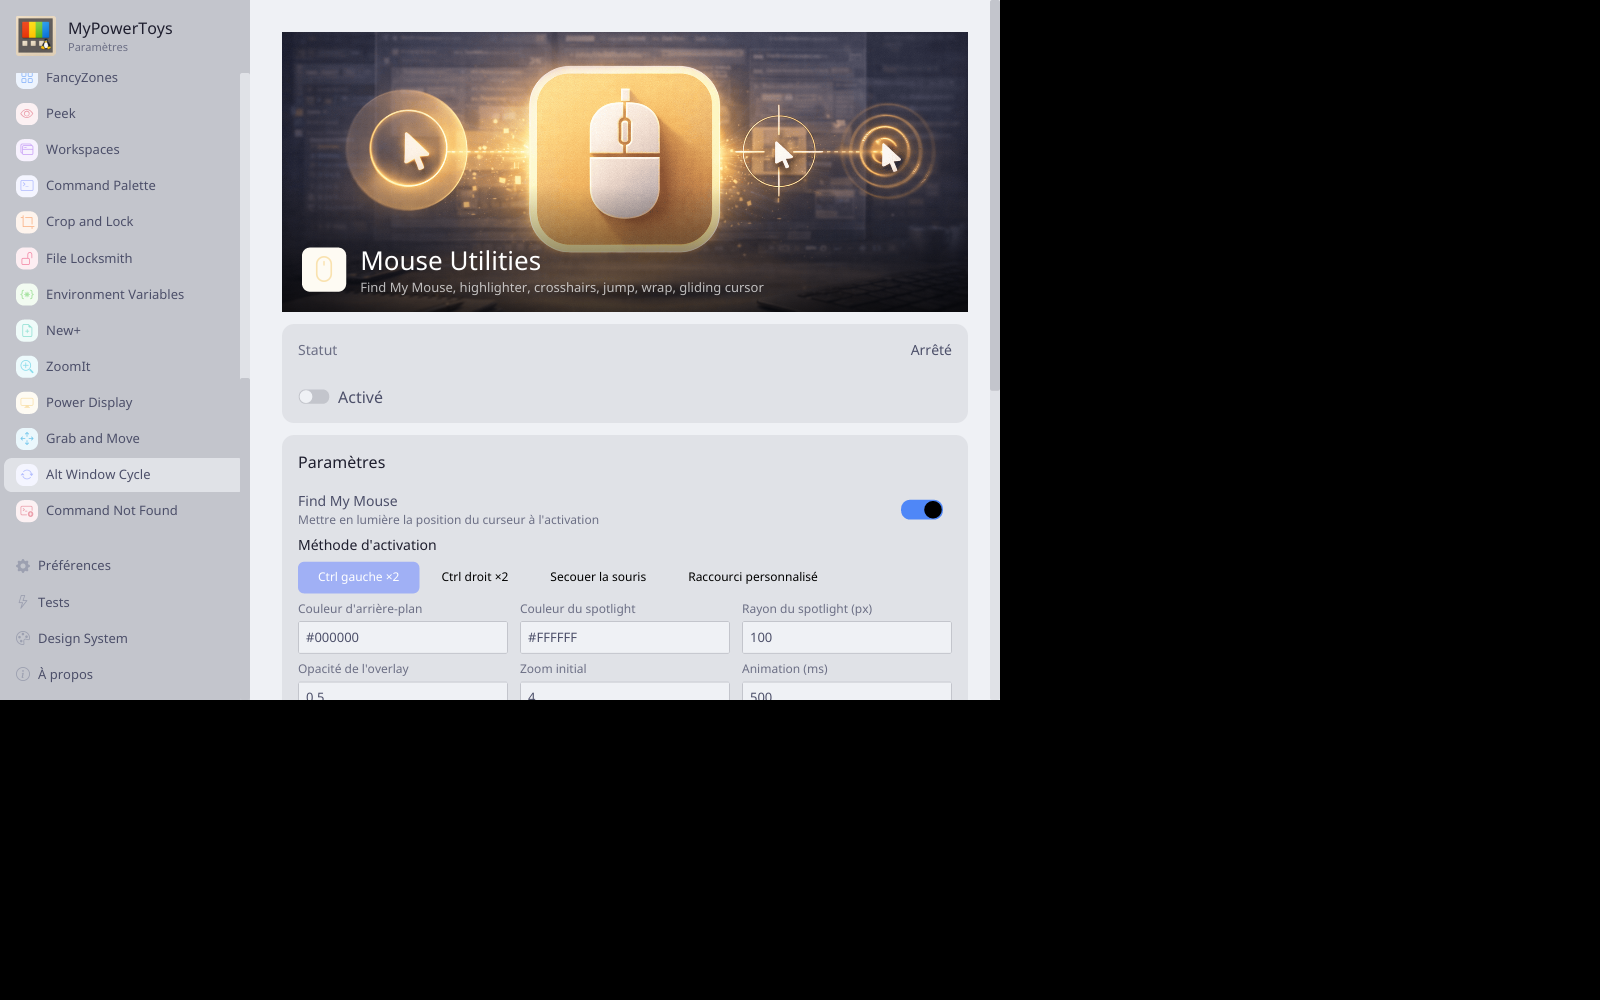 MyPowerToys
Paramètres
FancyZones
Peek
Workspaces
Command Palette
Crop and Lock
File Locksmith
Environment Variables
New+
ZoomIt
Power Display
Grab and Move
Alt Window Cycle
Command Not Found
Préférences
Tests
Design System
À propos
Mouse Utilities
Find My Mouse, highlighter, crosshairs, jump, wrap, gliding cursor
Statut Arrêté
Activé
Paramètres
Find My Mouse
Mettre en lumière la position du curseur à l'activation
Méthode d'activation
Ctrl gauche ×2 Ctrl droit ×2 Secouer la souris Raccourci personnalisé
Couleur d'arrière-plan Couleur du spotlight Rayon du spotlight (px)
#000000 #FFFFFF 100
Opacité de l'overlay Zoom initial Animation (ms)
0.5 4 500